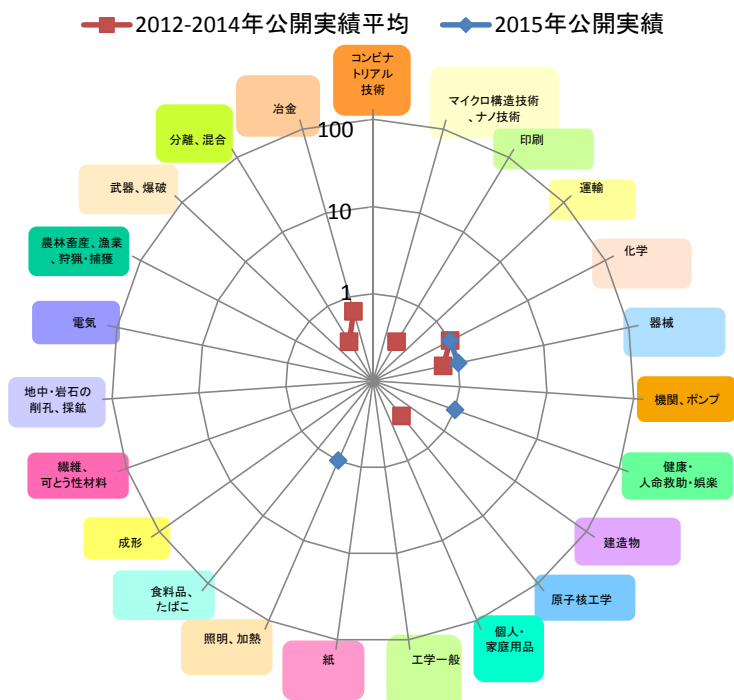 2012-2014年公開実績平均
2015年公開実績
コンビナ
トリアル
技術
マイクロ構造技術
、ナノ技術
印刷
運輸
化学
器械
機関、ポンプ
健康・
人命救助・娯楽
建造物
原子核工学
個人・
家庭用品
工学一般
紙
照明、加熱
食料品、
たばこ
成形
繊維、
可とう性材料
地中・岩石の
削孔、採鉱
電気
農林畜産、漁業
、狩猟・捕獲
武器、爆破
分離、混合
冶金
100
10
1